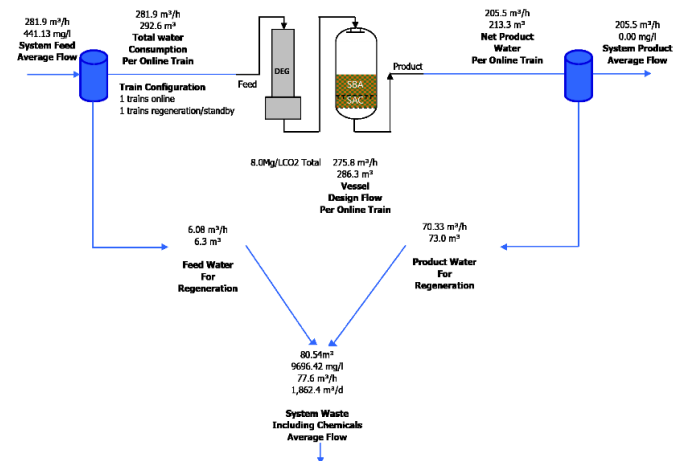 281.9 m³/h
441.13 mg/l
System Feed
Average Flow
281.9 m³/h
292.6 m³
Total water
Consumption
Per Online Train
Train Configuration
1 trains online
1 trains regeneration/standby
Feed
DEG
SBA
SAC
Product
205.5 m³/h
213.3 m³
Net Product
Water
Per Online Train
205.5 m³/h
0.00 mg/l
System Product
Average Flow
8.0Mg/LCO2 Total
275.8 m³/h
286.3 m³
Vessel
Design Flow
Per Online Train
6.08 m³/h
6.3 m³
Feed Water
For
Regeneration
70.33 m³/h
73.0 m³
Product Water
For
Regeneration
80.54m³
9696.42 mg/l
77.6 m³/h
1,862.4 m³/d
System Waste
Including Chemicals
Average Flow